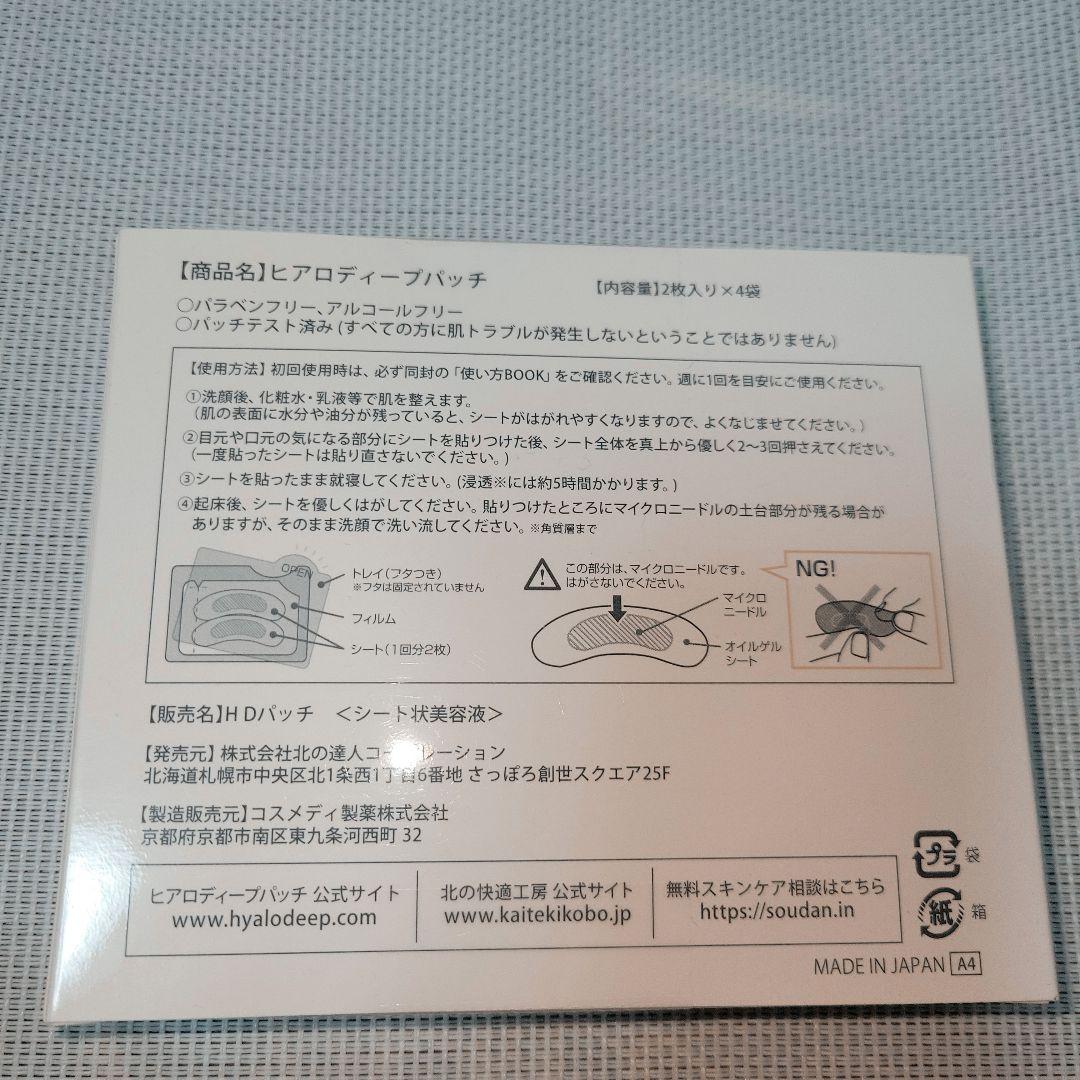 【商品名】ヒアロディープパッチ
【内容量】2枚入り×4袋
○パラベンフリー、アルコールフリー
○パッチテスト済み (すべての方に肌トラブルが発生しないということではありません)
【使用方法】初回使用時は、必ず同封の「使い方BOOK」をご確認ください。週に1回を目安にご使用ください。
①洗顔後、化粧水・乳液等で肌を整えます。
(肌の表面に水分や油分が残っていると、シートがはがれやすくなりますので、よくなじませてください。)
②目元や口元の気になる部分にシートを貼りつけた後、シート全体を真上から優しく2~3回押さえてください。
(一度貼ったシートは貼り直さないでください。)
③シートを貼ったまま就寝してください。(浸透※には約5時間かかります。)
④起床後、シートを優しくはがしてください。貼りつけたところにマイクロニードルの土台部分が残る場合が
ありますが、そのまま洗顔で洗い流してください。※角質層まで
OPEN
トレイ(フタつき)
※フタは固定されていません
フィルム
シート(1回分2枚)
この部分は、マイクロニードルです。
はがさないでください。
マイクロ
ニードル
オイルゲル
シート
NG!
【販売名】H Dパッチ <シート状美容液>
【発売元】株式会社北の達人コーレーション
北海道札幌市中央区北1条西1丁目6番地 さっぽろ創世スクエア25F
【製造販売元】コスメディ製薬株式会社
京都府京都市南区東九条河西町 32
ヒアロディープパッチ 公式サイト
www.hyalodeep.com
北の快適工房 公式サイト
www.kaitekikobo.jp
無料スキンケア相談はこちら
https://soudan.in
プラ 袋
紙 箱
MADE IN JAPAN A4